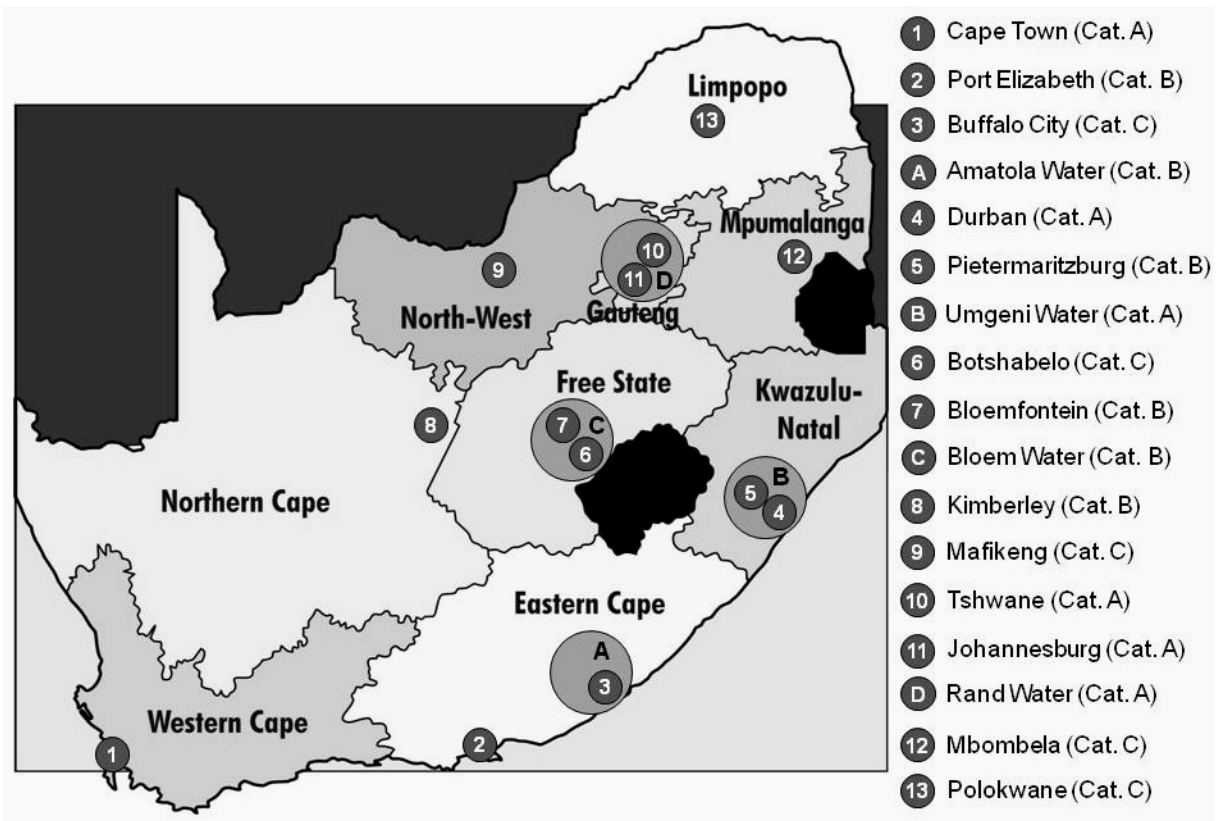 Limpopo
13
Mpumalanga
12
10
11 D
Gauteng
9
North-West
Free State
7 C
6
8
Kwazulu-
Natal
B
5
4
Northern Cape
Eastern Cape
A
3
Western Cape
1
2
1 Cape Town (Cat. A)
2 Port Elizabeth (Cat. B)
3 Buffalo City (Cat. C)
A Amatola Water (Cat. B)
4 Durban (Cat. A)
5 Pietermaritzburg (Cat. B)
B Umgeni Water (Cat. A)
6 Botshabelo (Cat. C)
7 Bloemfontein (Cat. B)
C Bloem Water (Cat. B)
8 Kimberley (Cat. B)
9 Mafikeng (Cat. C)
10 Tshwane (Cat. A)
11 Johannesburg (Cat. A)
D Rand Water (Cat. A)
12 Mbombela (Cat. C)
13 Polokwane (Cat. C)